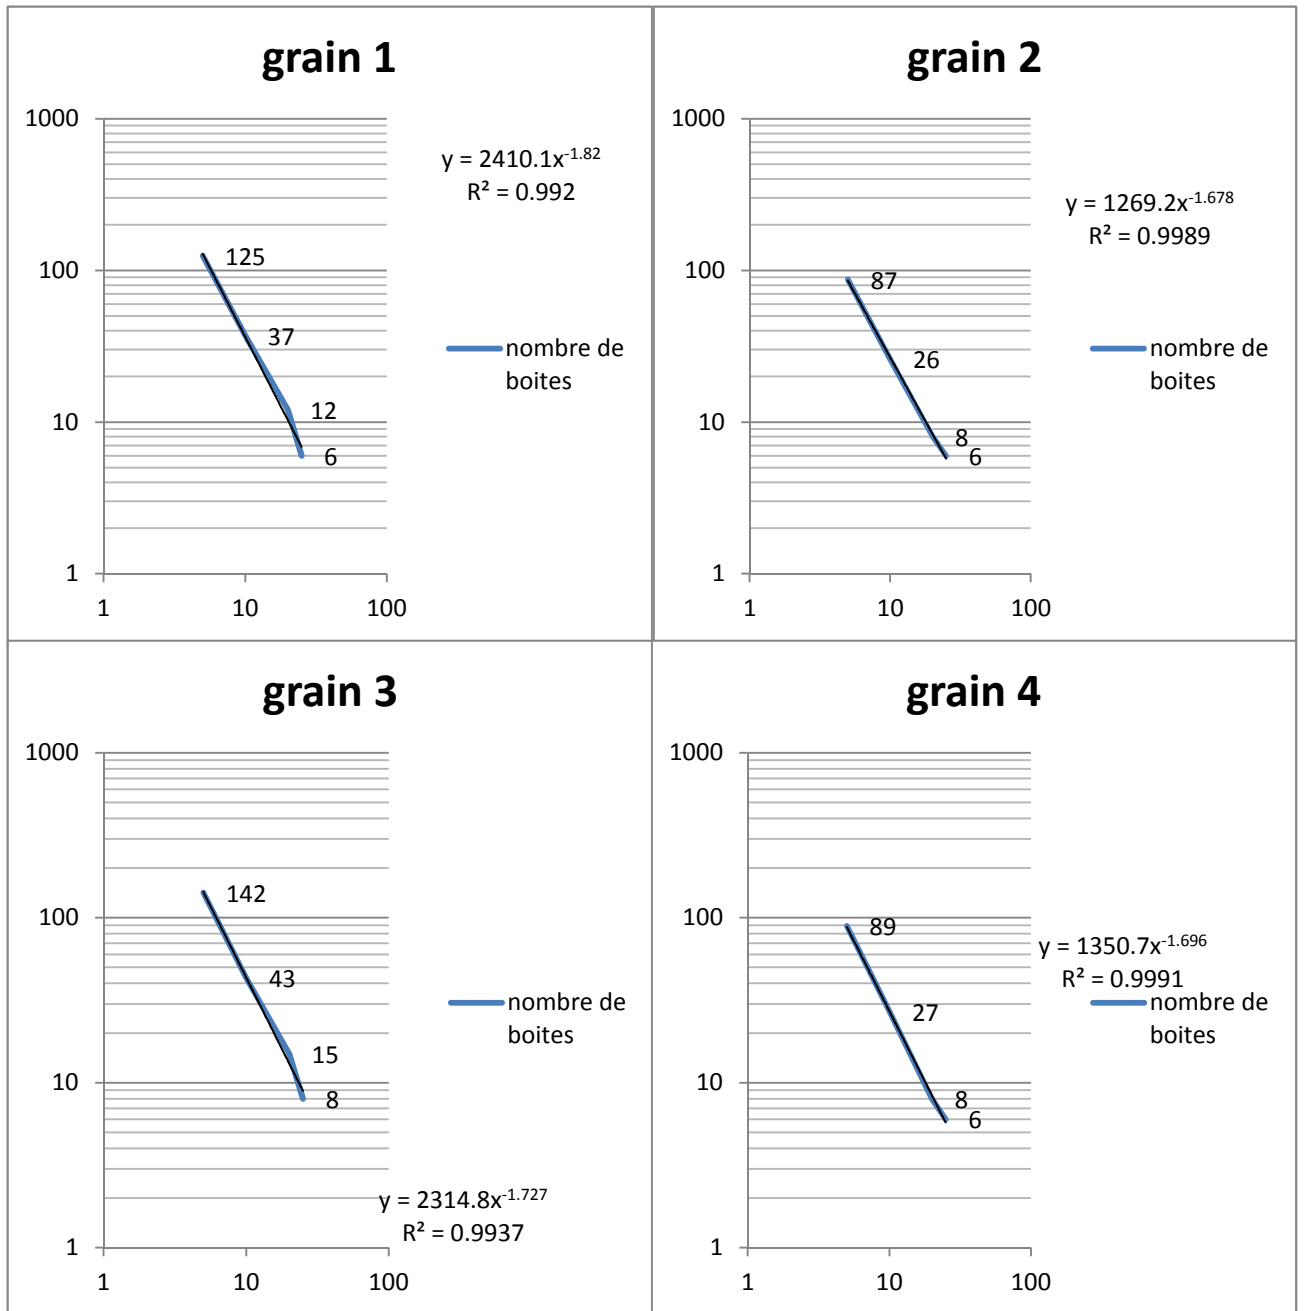 grain 1
1000
y = 2410.1x^-1.82
R² = 0.992
125
100
37
nombre de
boites
12
10
6
1
1 10 100
grain 2
1000
y = 1269.2x^-1.678
R² = 0.9989
87
100
26
nombre de
boites
10
8
6
1
1 10 100
grain 3
1000
142
100
43
nombre de
boites
15
10
8
y = 2314.8x^-1.727
R² = 0.9937
1
1 10 100
grain 4
1000
100
89
y = 1350.7x^-1.696
R² = 0.9991
27
nombre de
boites
10
8
6
1
1 10 100